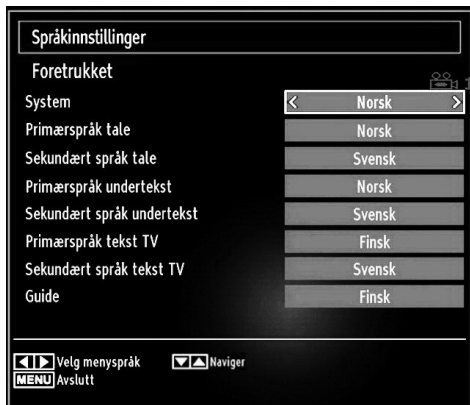 Språkinnstillinger
Foretrukket
System < Norsk >
Primærspråk tale Norsk
Sekundært språk tale Svensk
Primærspråk undertekst Norsk
Sekundært språk undertekst Svensk
Primærspråk tekst TV Finsk
Sekundært språk tekst TV Svensk
Guide Finsk
Velg menyspråk Naviger
MENU Avslutt